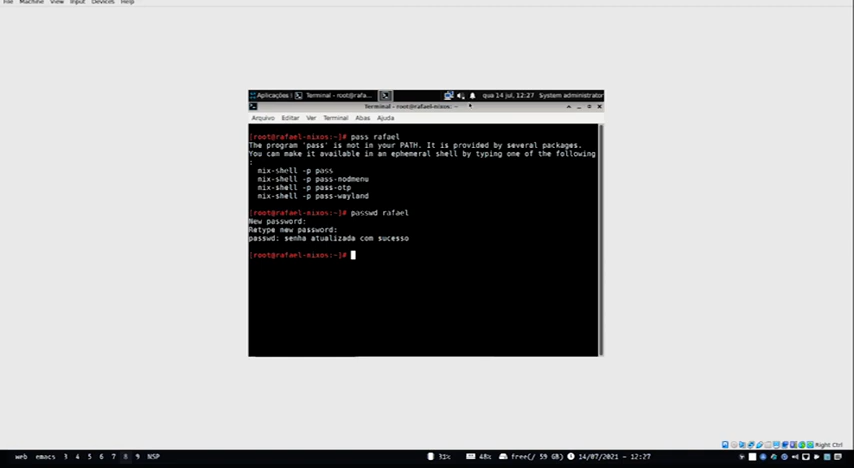 File Machine View Input Devices Help
Aplicações Terminal - root@rafa... qua 14 jul, 12:27 System administrator
Terminal - root@rafael-nixos: ~
Arquivo Editar Ver Terminal Abas Ajuda
[root@rafael-nixos:~]# pass rafael
The program 'pass' is not in your PATH. It is provided by several packages.
You can make it available in an ephemeral shell by typing one of the following
:
nix-shell -p pass
nix-shell -p pass-nodmenu
nix-shell -p pass-otp
nix-shell -p pass-wayland
[root@rafael-nixos:~]# passwd rafael
New password:
Retype new password:
passwd: senha atualizada com sucesso
[root@rafael-nixos:~]#
Right Ctrl
web emacs 3 4 5 6 7 8 9 NSP 31% 48% free(/ 59 GB) 14/07/2021 - 12:27